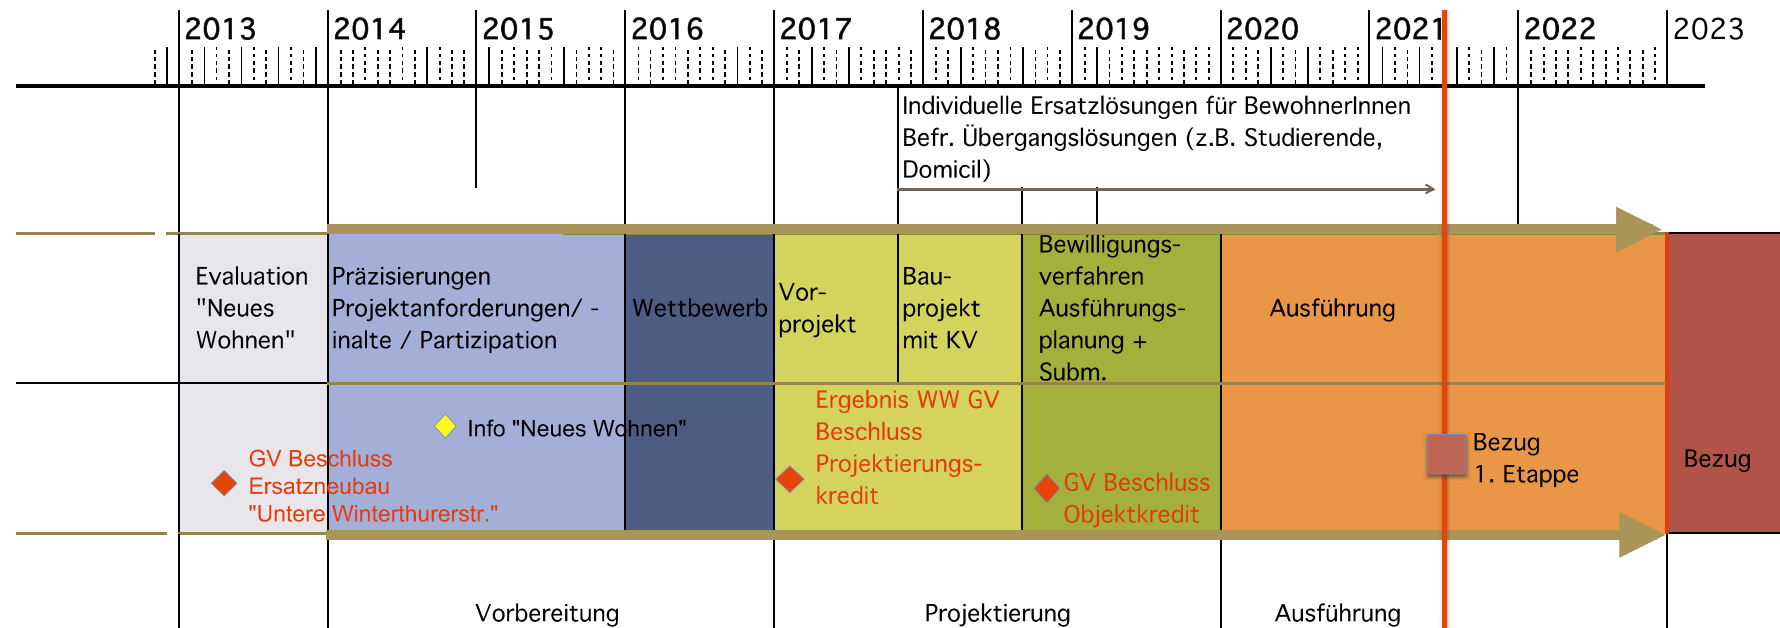 2013 2014 2015 2016 2017 2018 2019 2020 2021 2022 2023
Individuelle Ersatzlösungen für BewohnerInnen
Befr. Übergangslösungen (z.B. Studierende,
Domicil)
Evaluation
"Neues
Wohnen"
Präzisierungen
Projektanforderungen/ -
inalte / Partizipation
Wettbewerb
Vor-
projekt
Bau-
projekt
mit KV
Bewilligungs-
verfahren
Ausführungs-
planung +
Subm.
Ausführung
GV Beschluss
Ersatzneubau
"Untere Winterthurerstr."
Info "Neues Wohnen"
Ergebnis WW GV
Beschluss
Projektierungs-
kredit
GV Beschluss
Objektkredit
Bezug
1. Etappe
Bezug
Vorbereitung
Projektierung
Ausführung